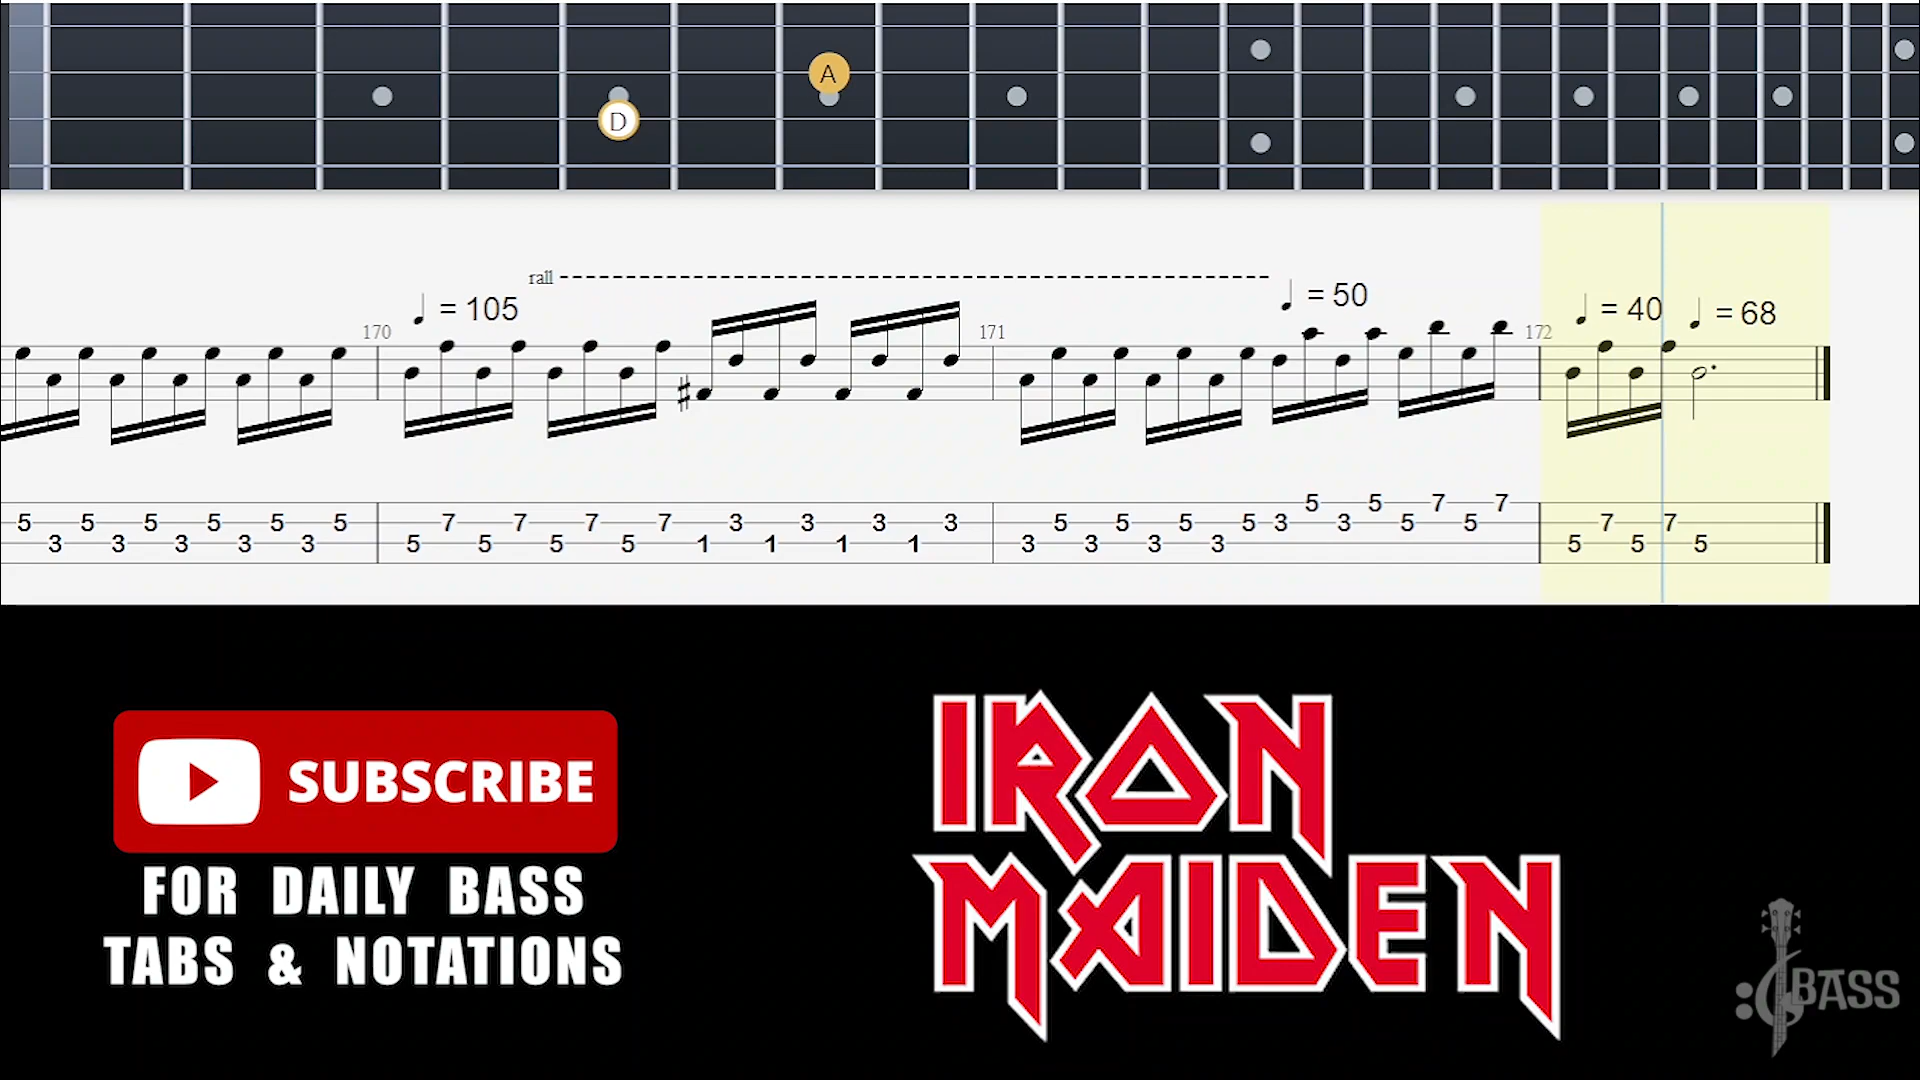 A
D
rall
= 105
= 50
= 40
= 68
170
171
172
5 5 5 5 5 5 7 7 7 7 3 3 3 3 5 5 5 5 3 5 3 5 5 7 5 7 7 7
3 3 3 3 3 5 5 5 5 1 1 1 1 3 3 3 3 5 5 5
SUBSCRIBE
FOR DAILY BASS
TABS & NOTATIONS
IRON
MAIDEN
BASS